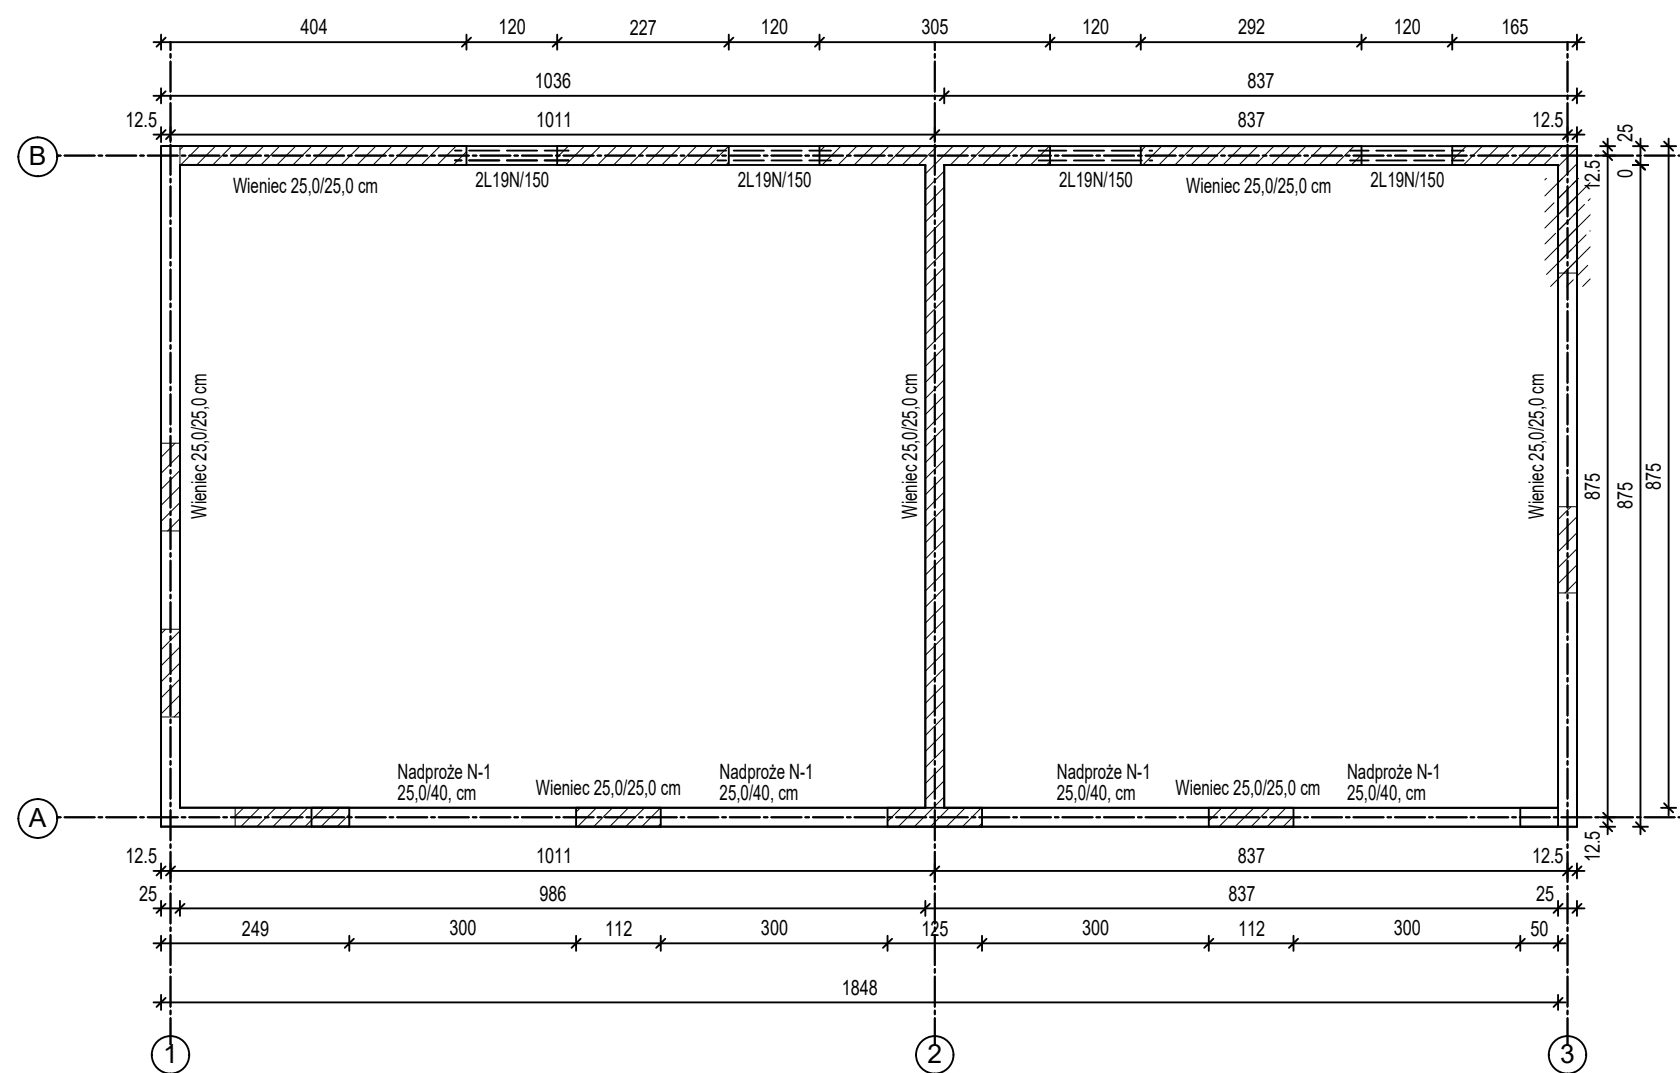 404 120 227 120 305 120 292 120 165
1036 837
12.5 1011 837 12.5
B
25
12.5
0
2L19N/150 2L19N/150 2L19N/150 2L19N/150
Wieniec 25,0/25,0 cm Wieniec 25,0/25,0 cm
Wieniec 25,0/25,0 cm
Wieniec 25,0/25,0 cm
Wieniec 25,0/25,0 cm
875
875
875
Nadproże N-1
25,0/40, cm
Wieniec 25,0/25,0 cm
Nadproże N-1
25,0/40, cm
Nadproże N-1
25,0/40, cm
Wieniec 25,0/25,0 cm
Nadproże N-1
25,0/40, cm
A
12.5
12.5 1011 837 12.5
25 986 837 25
249 300 112 300 125 300 112 300 50
1848
1 2 3